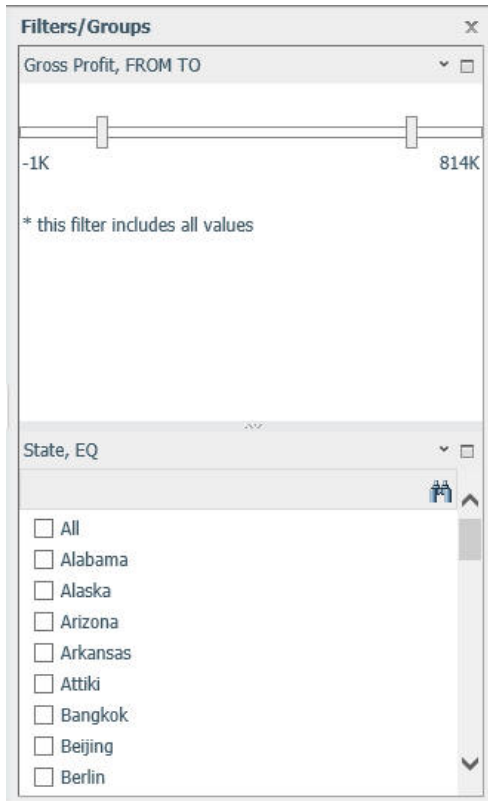 Filters/Groups
Gross Profit, FROM TO
-1K 814K
* this filter includes all values
State, EQ
All
Alabama
Alaska
Arizona
Arkansas
Attiki
Bangkok
Beijing
Berlin